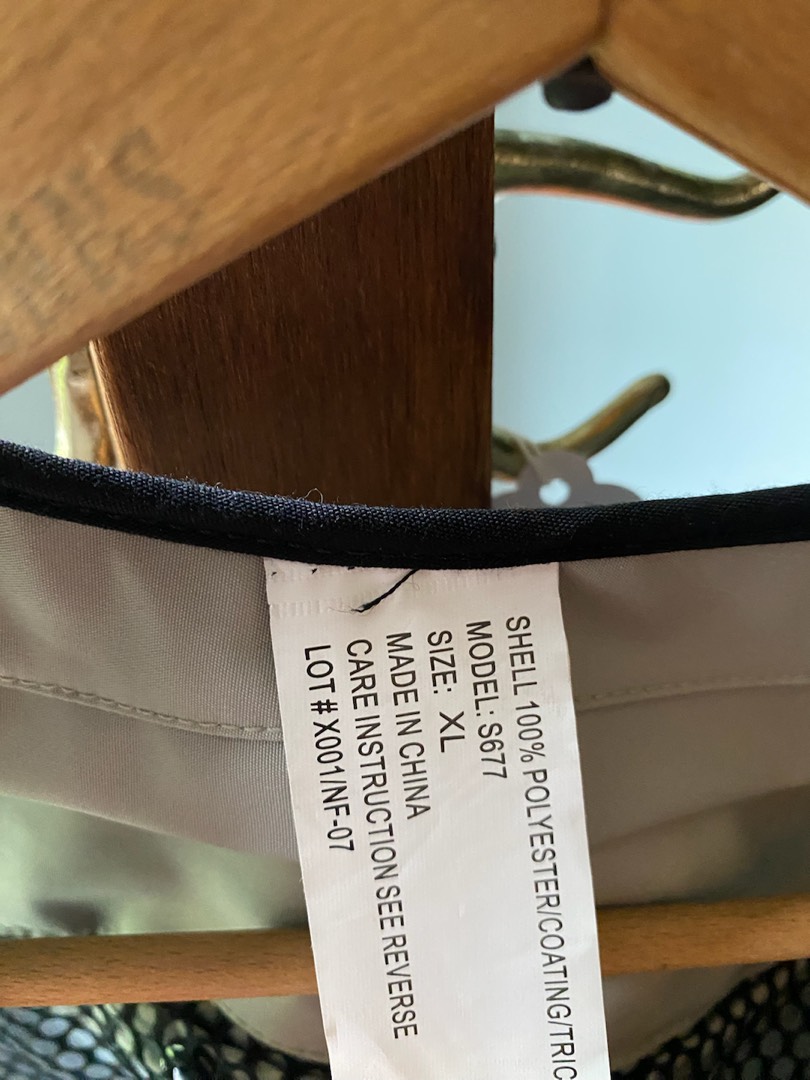 SHELL 100% POLYESTER/COATING/TRIC
MODEL: S677
SIZE: XL
MADE IN CHINA
CARE INSTRUCTION SEE REVERSE
LOT # X001/NF-07